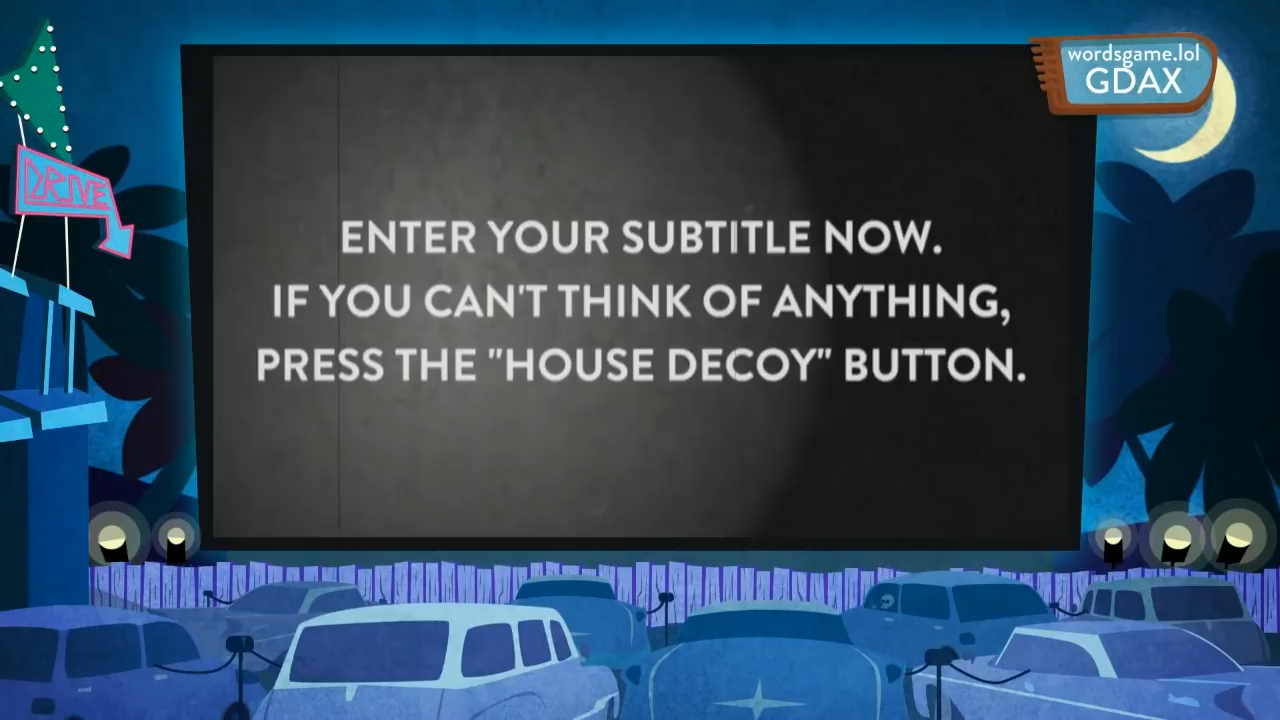 wordsgame.lol
GDAX
DRIVE
ENTER YOUR SUBTITLE NOW.
IF YOU CAN'T THINK OF ANYTHING,
PRESS THE "HOUSE DECOY" BUTTON.